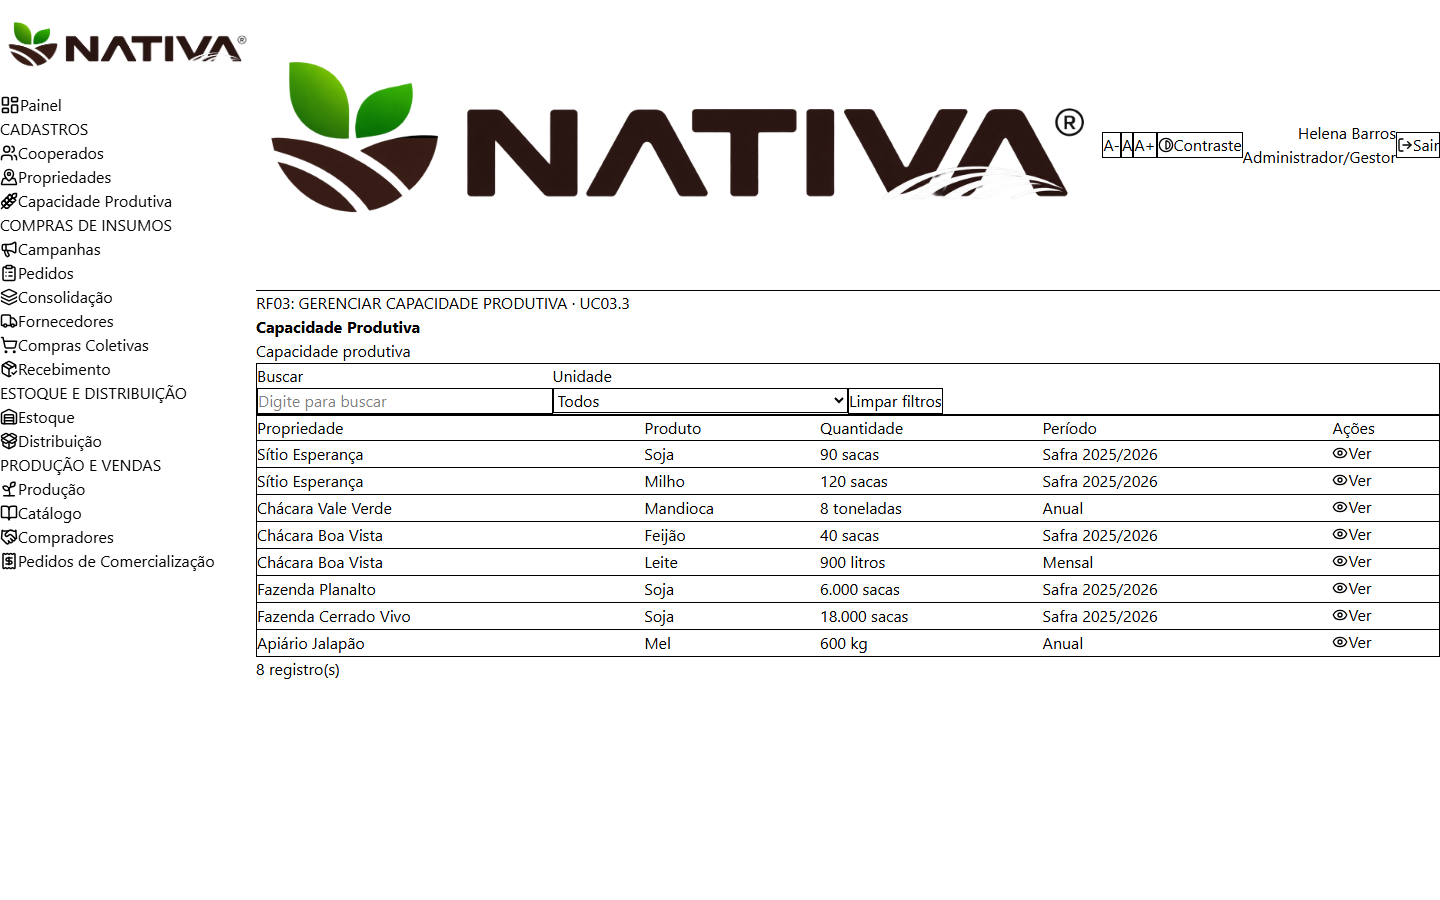 NATIVA®
Painel
CADASTROS
Cooperados
Propriedades
Capacidade Produtiva
COMPRAS DE INSUMOS
Campanhas
Pedidos
Consolidação
Fornecedores
Compras Coletivas
Recebimento
ESTOQUE E DISTRIBUIÇÃO
Estoque
Distribuição
PRODUÇÃO E VENDAS
Produção
Catálogo
Compradores
Pedidos de Comercialização
NATIVA®
A- A A+ Contraste
Helena Barros
Administrador/Gestor
Sair
RF03: GERENCIAR CAPACIDADE PRODUTIVA · UC03.3
Capacidade Produtiva
Capacidade produtiva
Buscar Unidade
Digite para buscar Todos Limpar filtros
Propriedade Produto Quantidade Período Ações
Sítio Esperança Soja 90 sacas Safra 2025/2026 Ver
Sítio Esperança Milho 120 sacas Safra 2025/2026 Ver
Chácara Vale Verde Mandioca 8 toneladas Anual Ver
Chácara Boa Vista Feijão 40 sacas Safra 2025/2026 Ver
Chácara Boa Vista Leite 900 litros Mensal Ver
Fazenda Planalto Soja 6.000 sacas Safra 2025/2026 Ver
Fazenda Cerrado Vivo Soja 18.000 sacas Safra 2025/2026 Ver
Apiário Jalapão Mel 600 kg Anual Ver
8 registro(s)